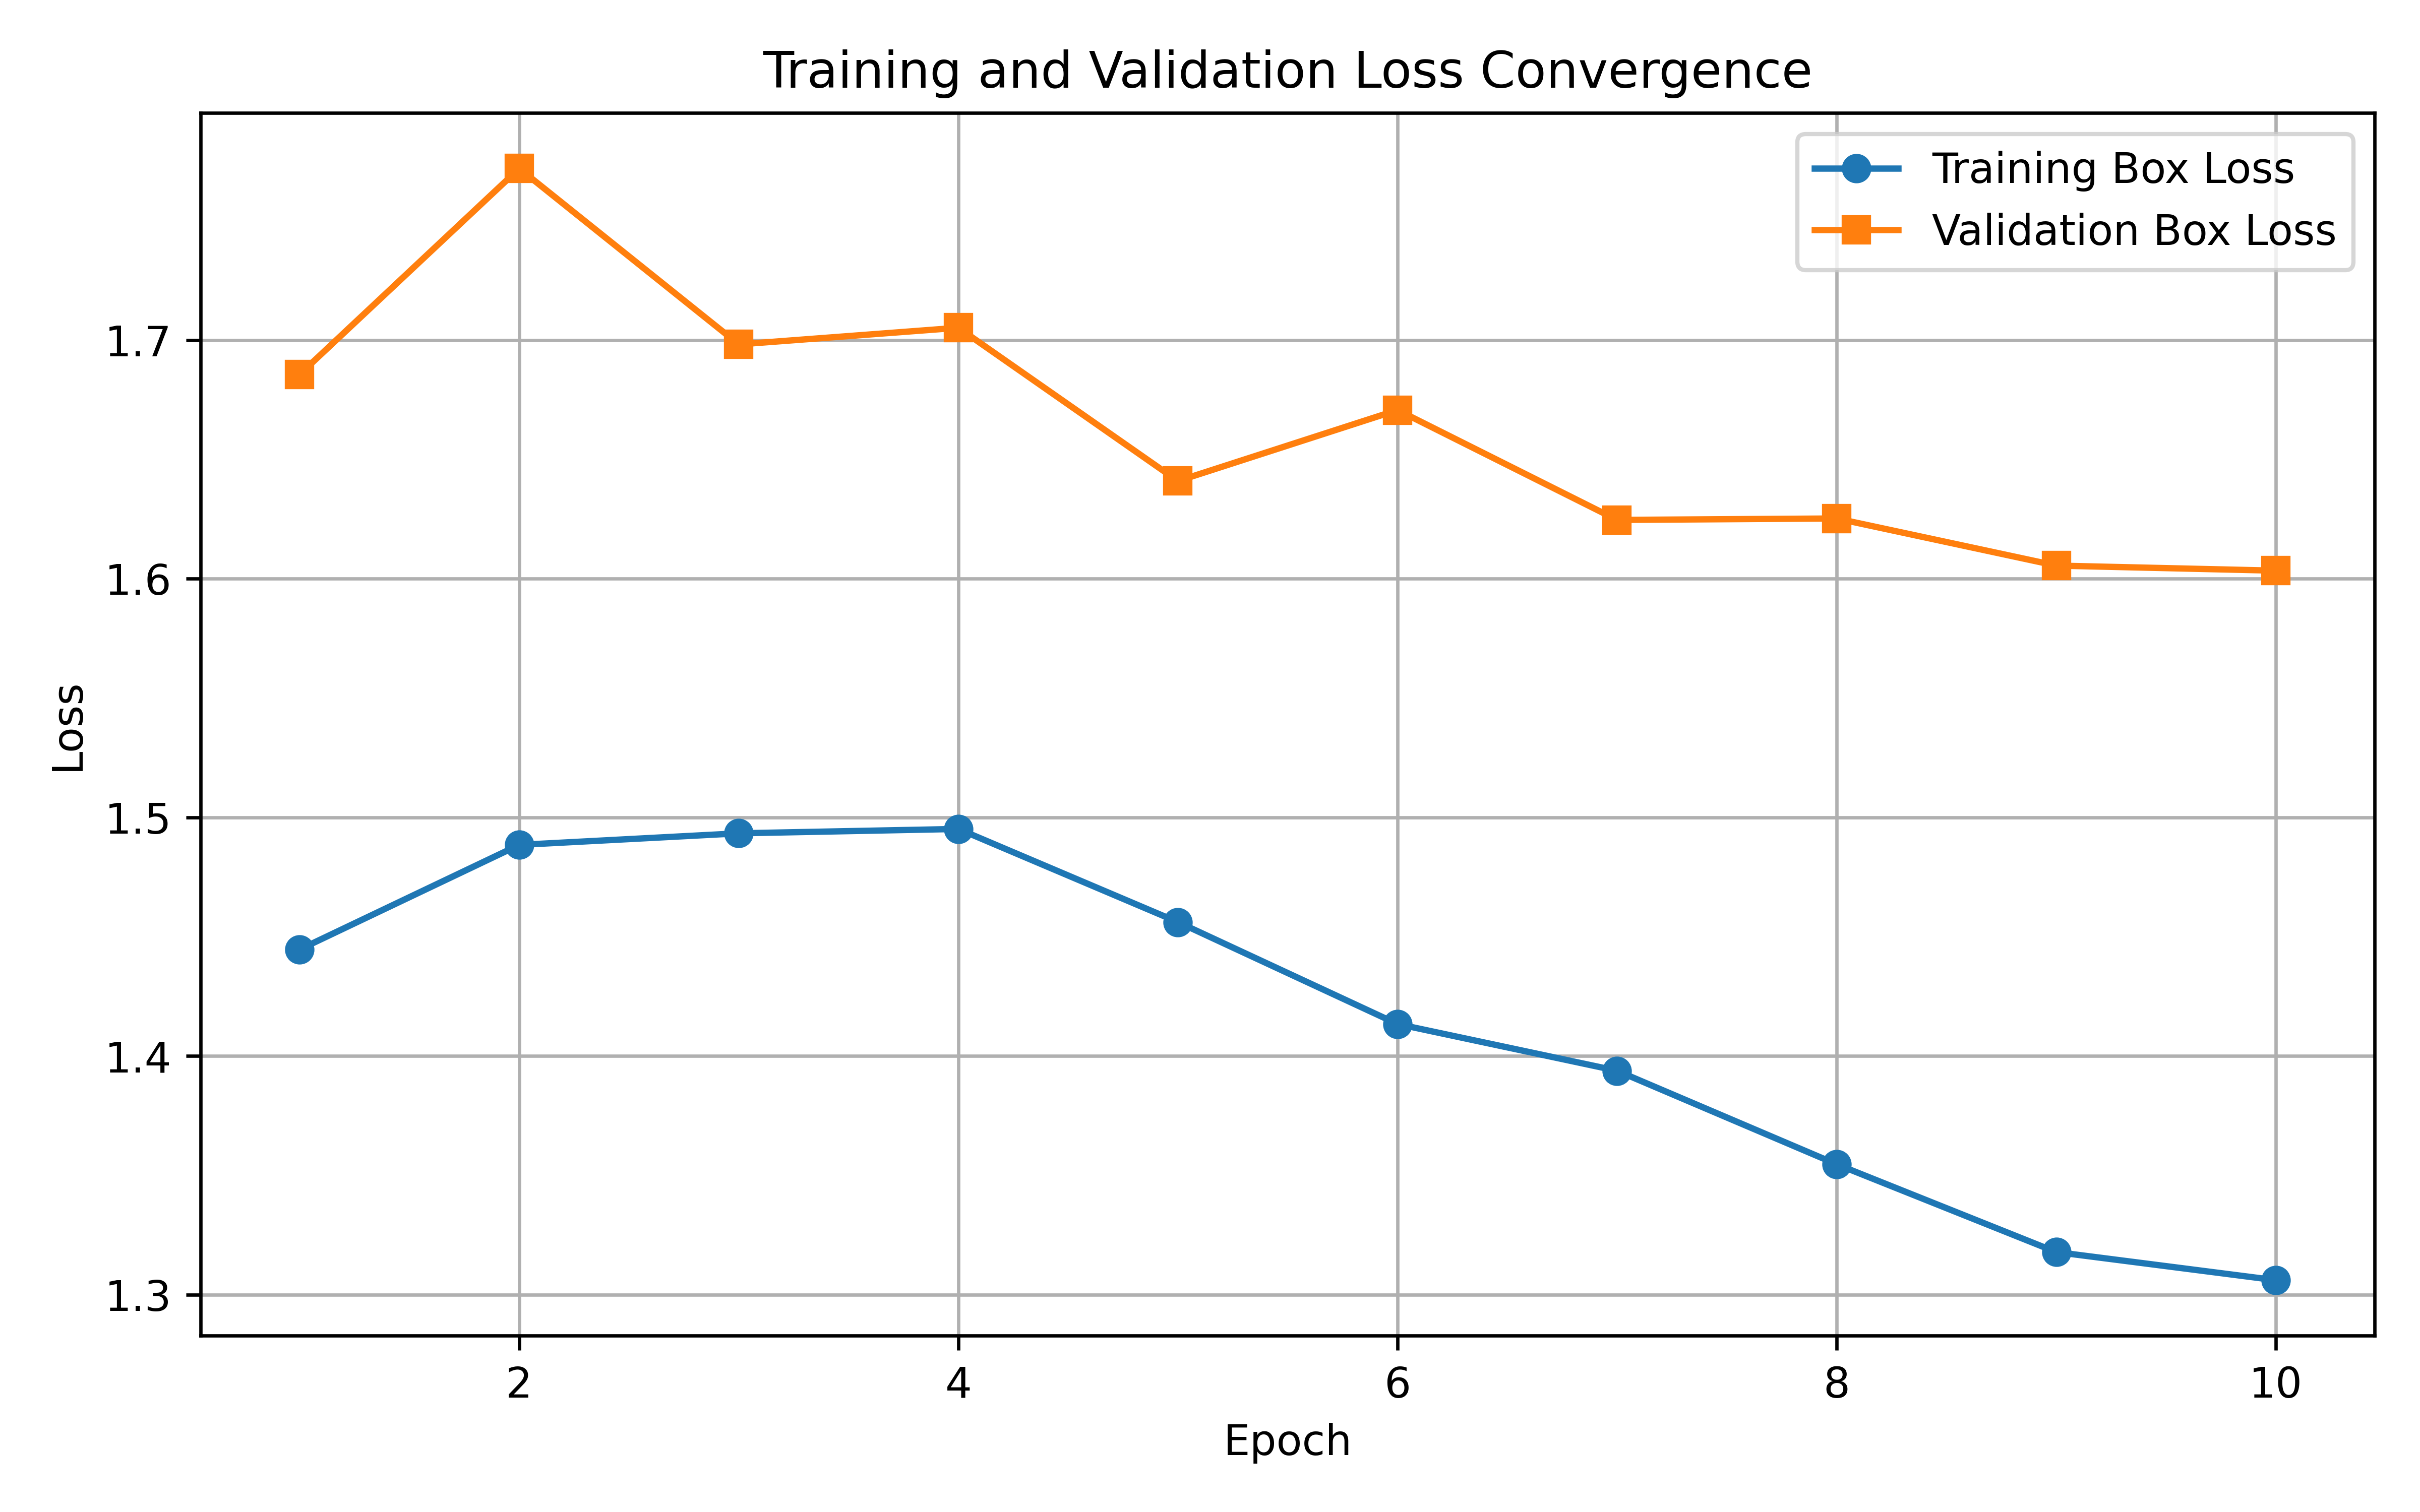 Training and Validation Loss Convergence
Training Box Loss
Validation Box Loss
1.7
1.6
1.5
1.4
1.3
Loss
2 4 6 8 10
Epoch